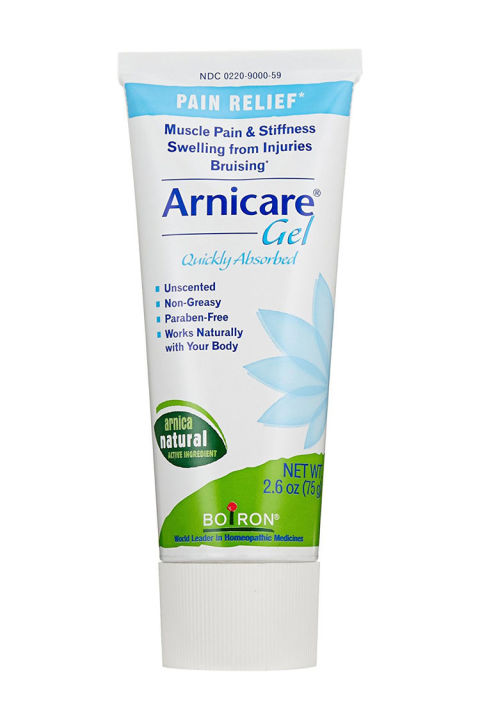 NDC 0220-9000-59
PAIN RELIEF*
Muscle Pain & Stiffness
Swelling from Injuries
Bruising*
Arnicare®
Gel
Quickly Absorbed
Unscented
Non-Greasy
Paraben-Free
Works Naturally
with Your Body
arnica
natural
ACTIVE INGREDIENT
NET WT
2.6 oz (75 g)
BOIRON®
World Leader in Homeopathic Medicines